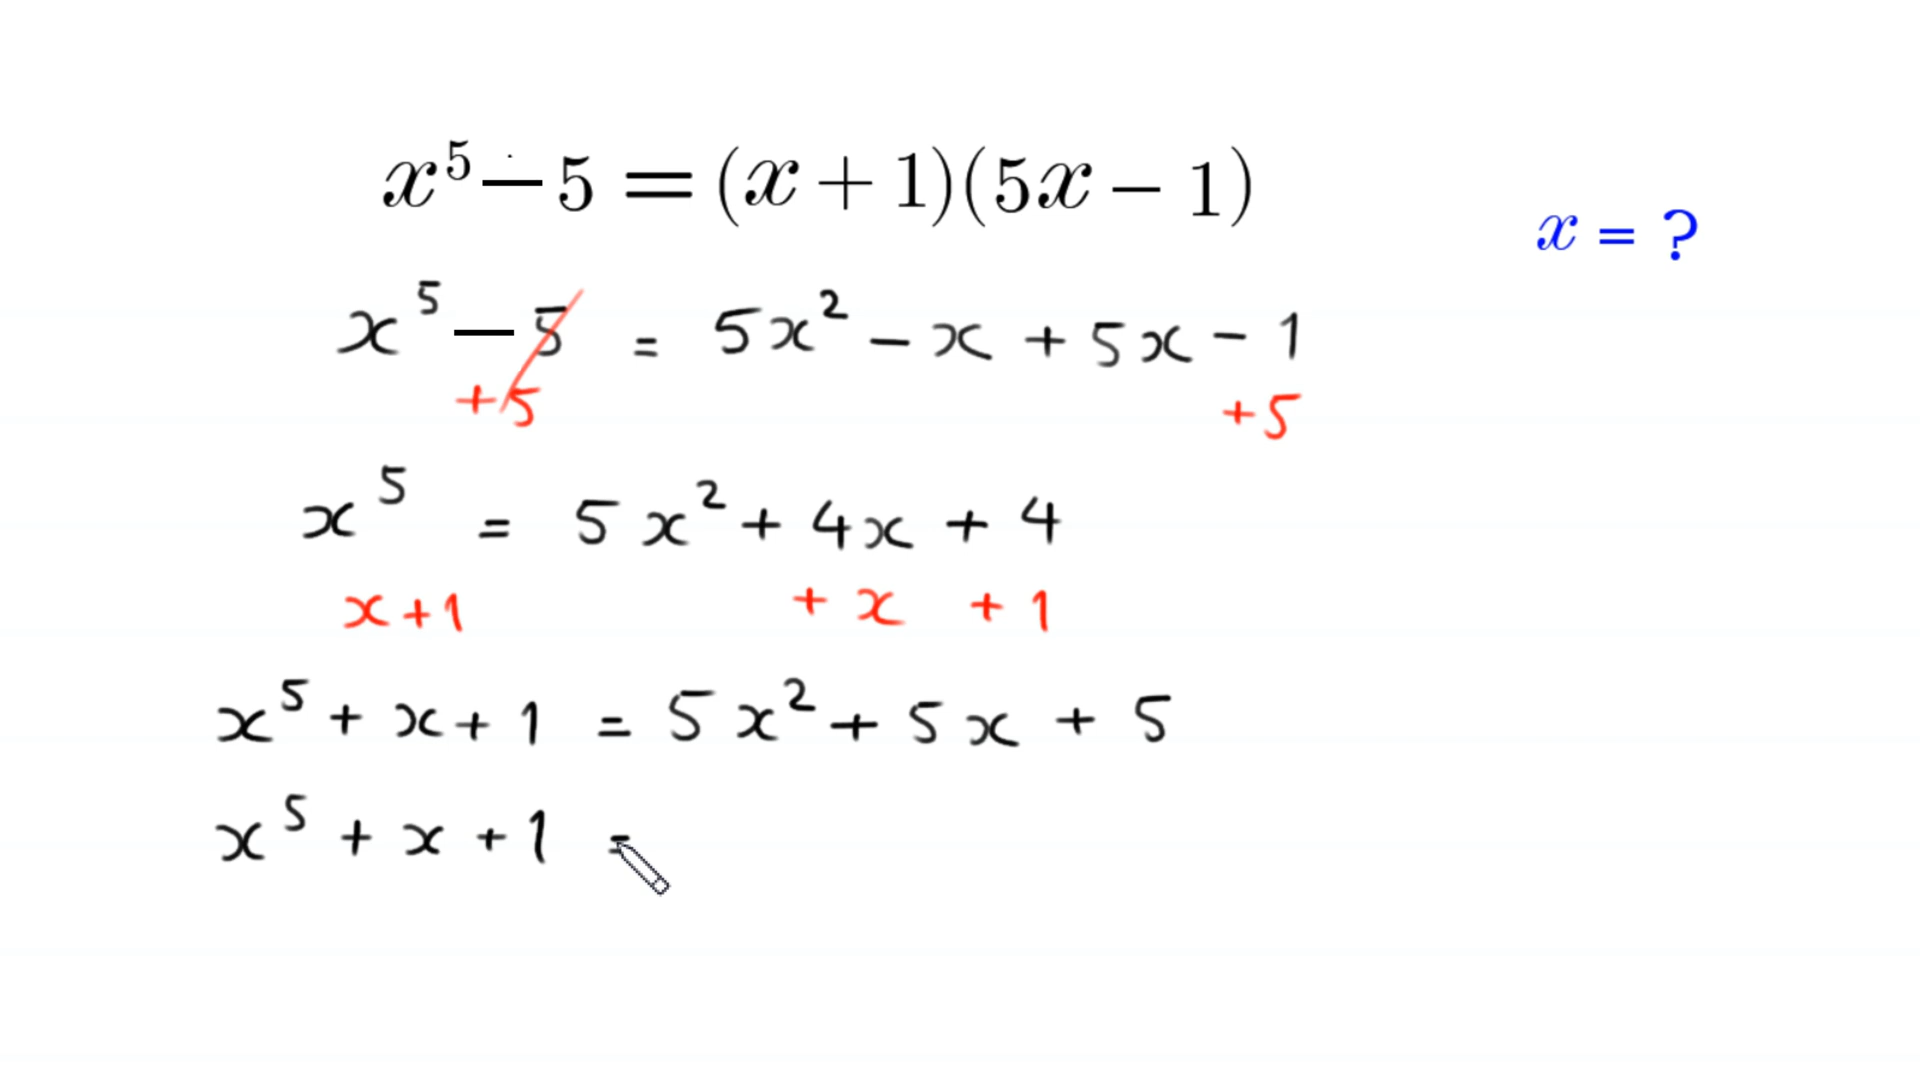 x⁵ − 5 = (x + 1)(5x − 1)
x = ?
x⁵ − 5 = 5x² − x + 5x − 1
+5 +5
x⁵ = 5x² + 4x + 4
x+1 + x + 1
x⁵ + x + 1 = 5x² + 5x + 5
x⁵ + x + 1 =